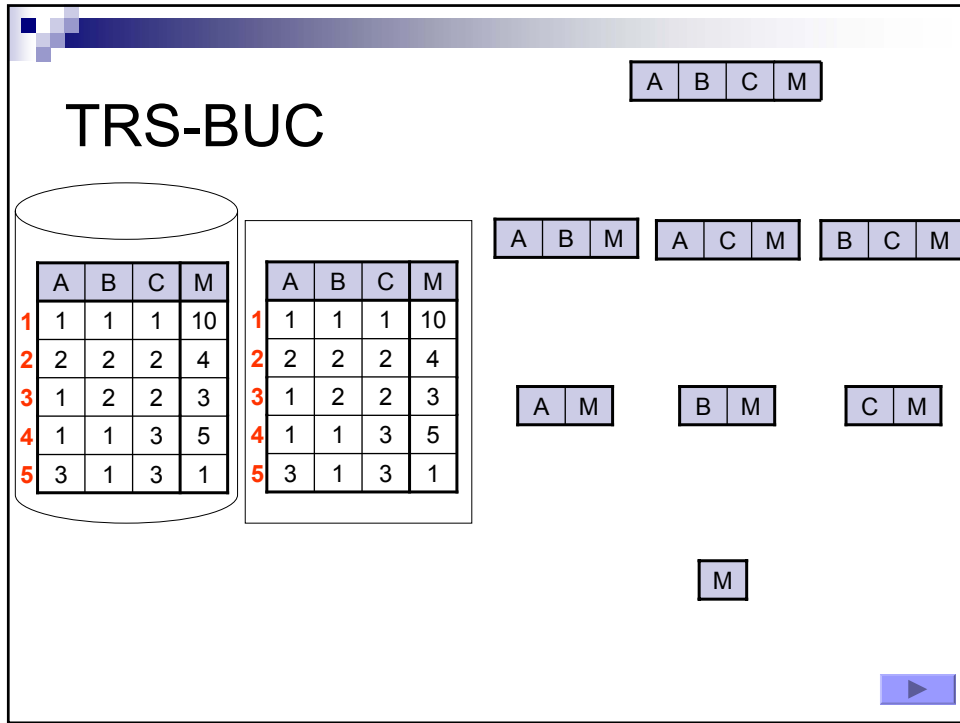 A B C M
TRS-BUC
A B M
A C M
B C M
A B C M
1 1 1 1 10
2 2 2 2 4
3 1 2 2 3
4 1 1 3 5
5 3 1 3 1
A B C M
1 1 1 1 10
2 2 2 2 4
3 1 2 2 3
4 1 1 3 5
5 3 1 3 1
A M
B M
C M
M